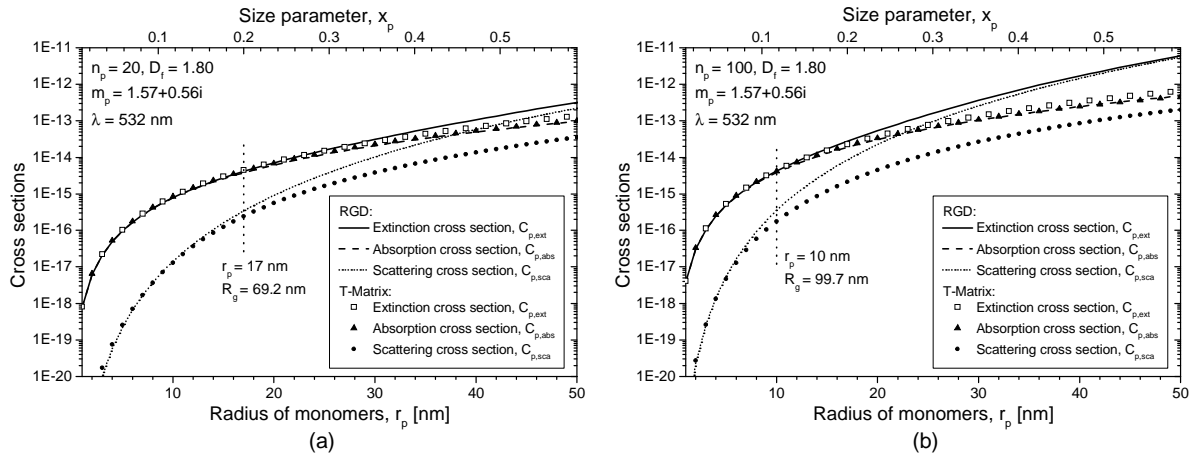 Size parameter, x_p
0.1 0.2 0.3 0.4 0.5
1E-11
1E-12
1E-13
1E-14
1E-15
1E-16
1E-17
1E-18
1E-19
1E-20
Cross sections
n_p = 20, D_f = 1.80
m_p = 1.57+0.56i
λ = 532 nm
r_p = 17 nm
R_g = 69.2 nm
RGD:
Extinction cross section, C_p,ext
Absorption cross section, C_p,abs
Scattering cross section, C_p,sca
T-Matrix:
Extinction cross section, C_p,ext
Absorption cross section, C_p,abs
Scattering cross section, C_p,sca
10 20 30 40 50
Radius of monomers, r_p [nm]
(a)
Size parameter, x_p
0.1 0.2 0.3 0.4 0.5
1E-11
1E-12
1E-13
1E-14
1E-15
1E-16
1E-17
1E-18
1E-19
1E-20
Cross sections
n_p = 100, D_f = 1.80
m_p = 1.57+0.56i
λ = 532 nm
r_p = 10 nm
R_g = 99.7 nm
RGD:
Extinction cross section, C_p,ext
Absorption cross section, C_p,abs
Scattering cross section, C_p,sca
T-Matrix:
Extinction cross section, C_p,ext
Absorption cross section, C_p,abs
Scattering cross section, C_p,sca
10 20 30 40 50
Radius of monomers, r_p [nm]
(b)